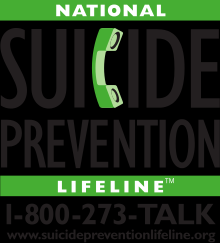 NATIONAL
SUICIDE
PREVENTION
LIFELINE™
1-800-273-TALK
www.suicidepreventionlifeline.org